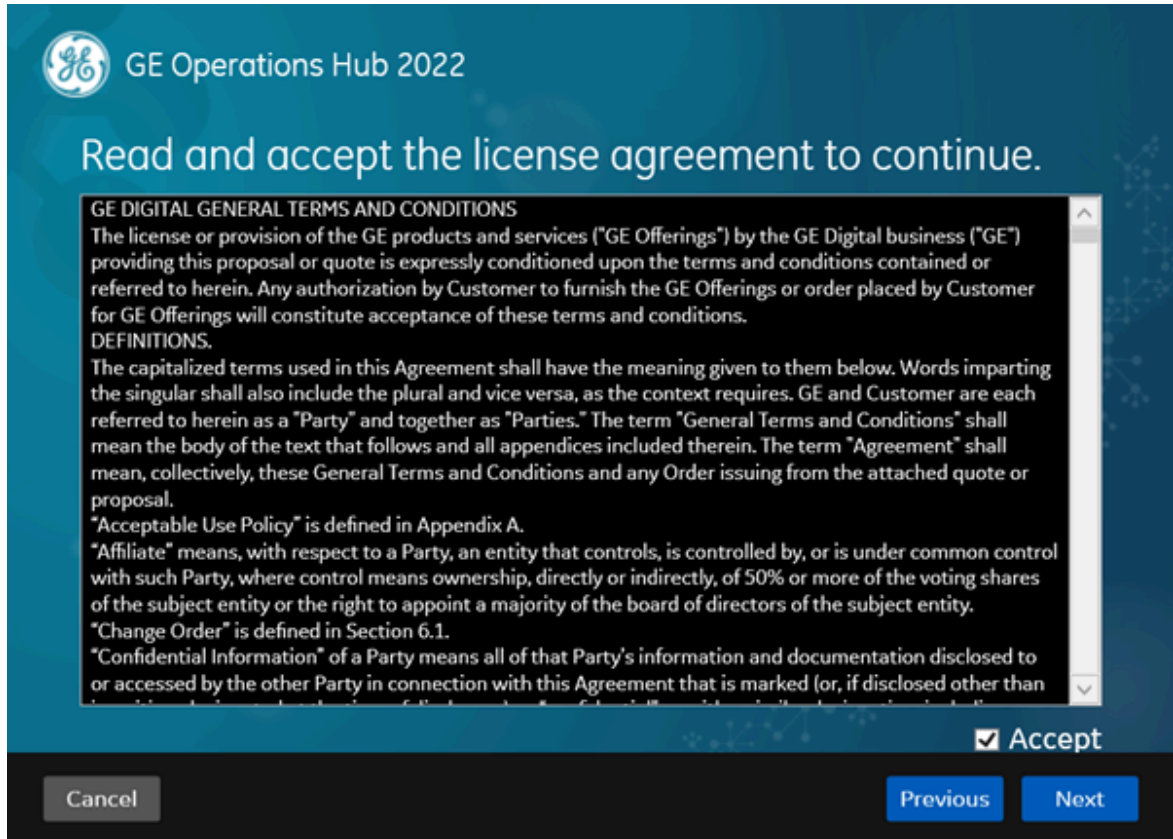 GE Operations Hub 2022
Read and accept the license agreement to continue.
GE DIGITAL GENERAL TERMS AND CONDITIONS
The license or provision of the GE products and services ("GE Offerings") by the GE Digital business ("GE")
providing this proposal or quote is expressly conditioned upon the terms and conditions contained or
referred to herein. Any authorization by Customer to furnish the GE Offerings or order placed by Customer
for GE Offerings will constitute acceptance of these terms and conditions.
DEFINITIONS.
The capitalized terms used in this Agreement shall have the meaning given to them below. Words imparting
the singular shall also include the plural and vice versa, as the context requires. GE and Customer are each
referred to herein as a "Party" and together as "Parties." The term "General Terms and Conditions" shall
mean the body of the text that follows and all appendices included therein. The term "Agreement" shall
mean, collectively, these General Terms and Conditions and any Order issuing from the attached quote or
proposal.
“Acceptable Use Policy” is defined in Appendix A.
“Affiliate” means, with respect to a Party, an entity that controls, is controlled by, or is under common control
with such Party, where control means ownership, directly or indirectly, of 50% or more of the voting shares
of the subject entity or the right to appoint a majority of the board of directors of the subject entity.
“Change Order” is defined in Section 6.1.
“Confidential Information” of a Party means all of that Party's information and documentation disclosed to
or accessed by the other Party in connection with this Agreement that is marked (or, if disclosed other than
Accept
Cancel
Previous
Next